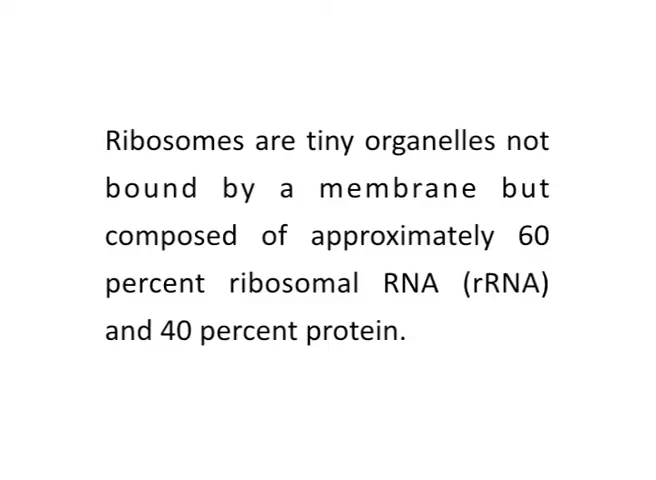 Ribosomes are tiny organelles not
bound by a membrane but
composed of approximately 60
percent ribosomal RNA (rRNA)
and 40 percent protein.